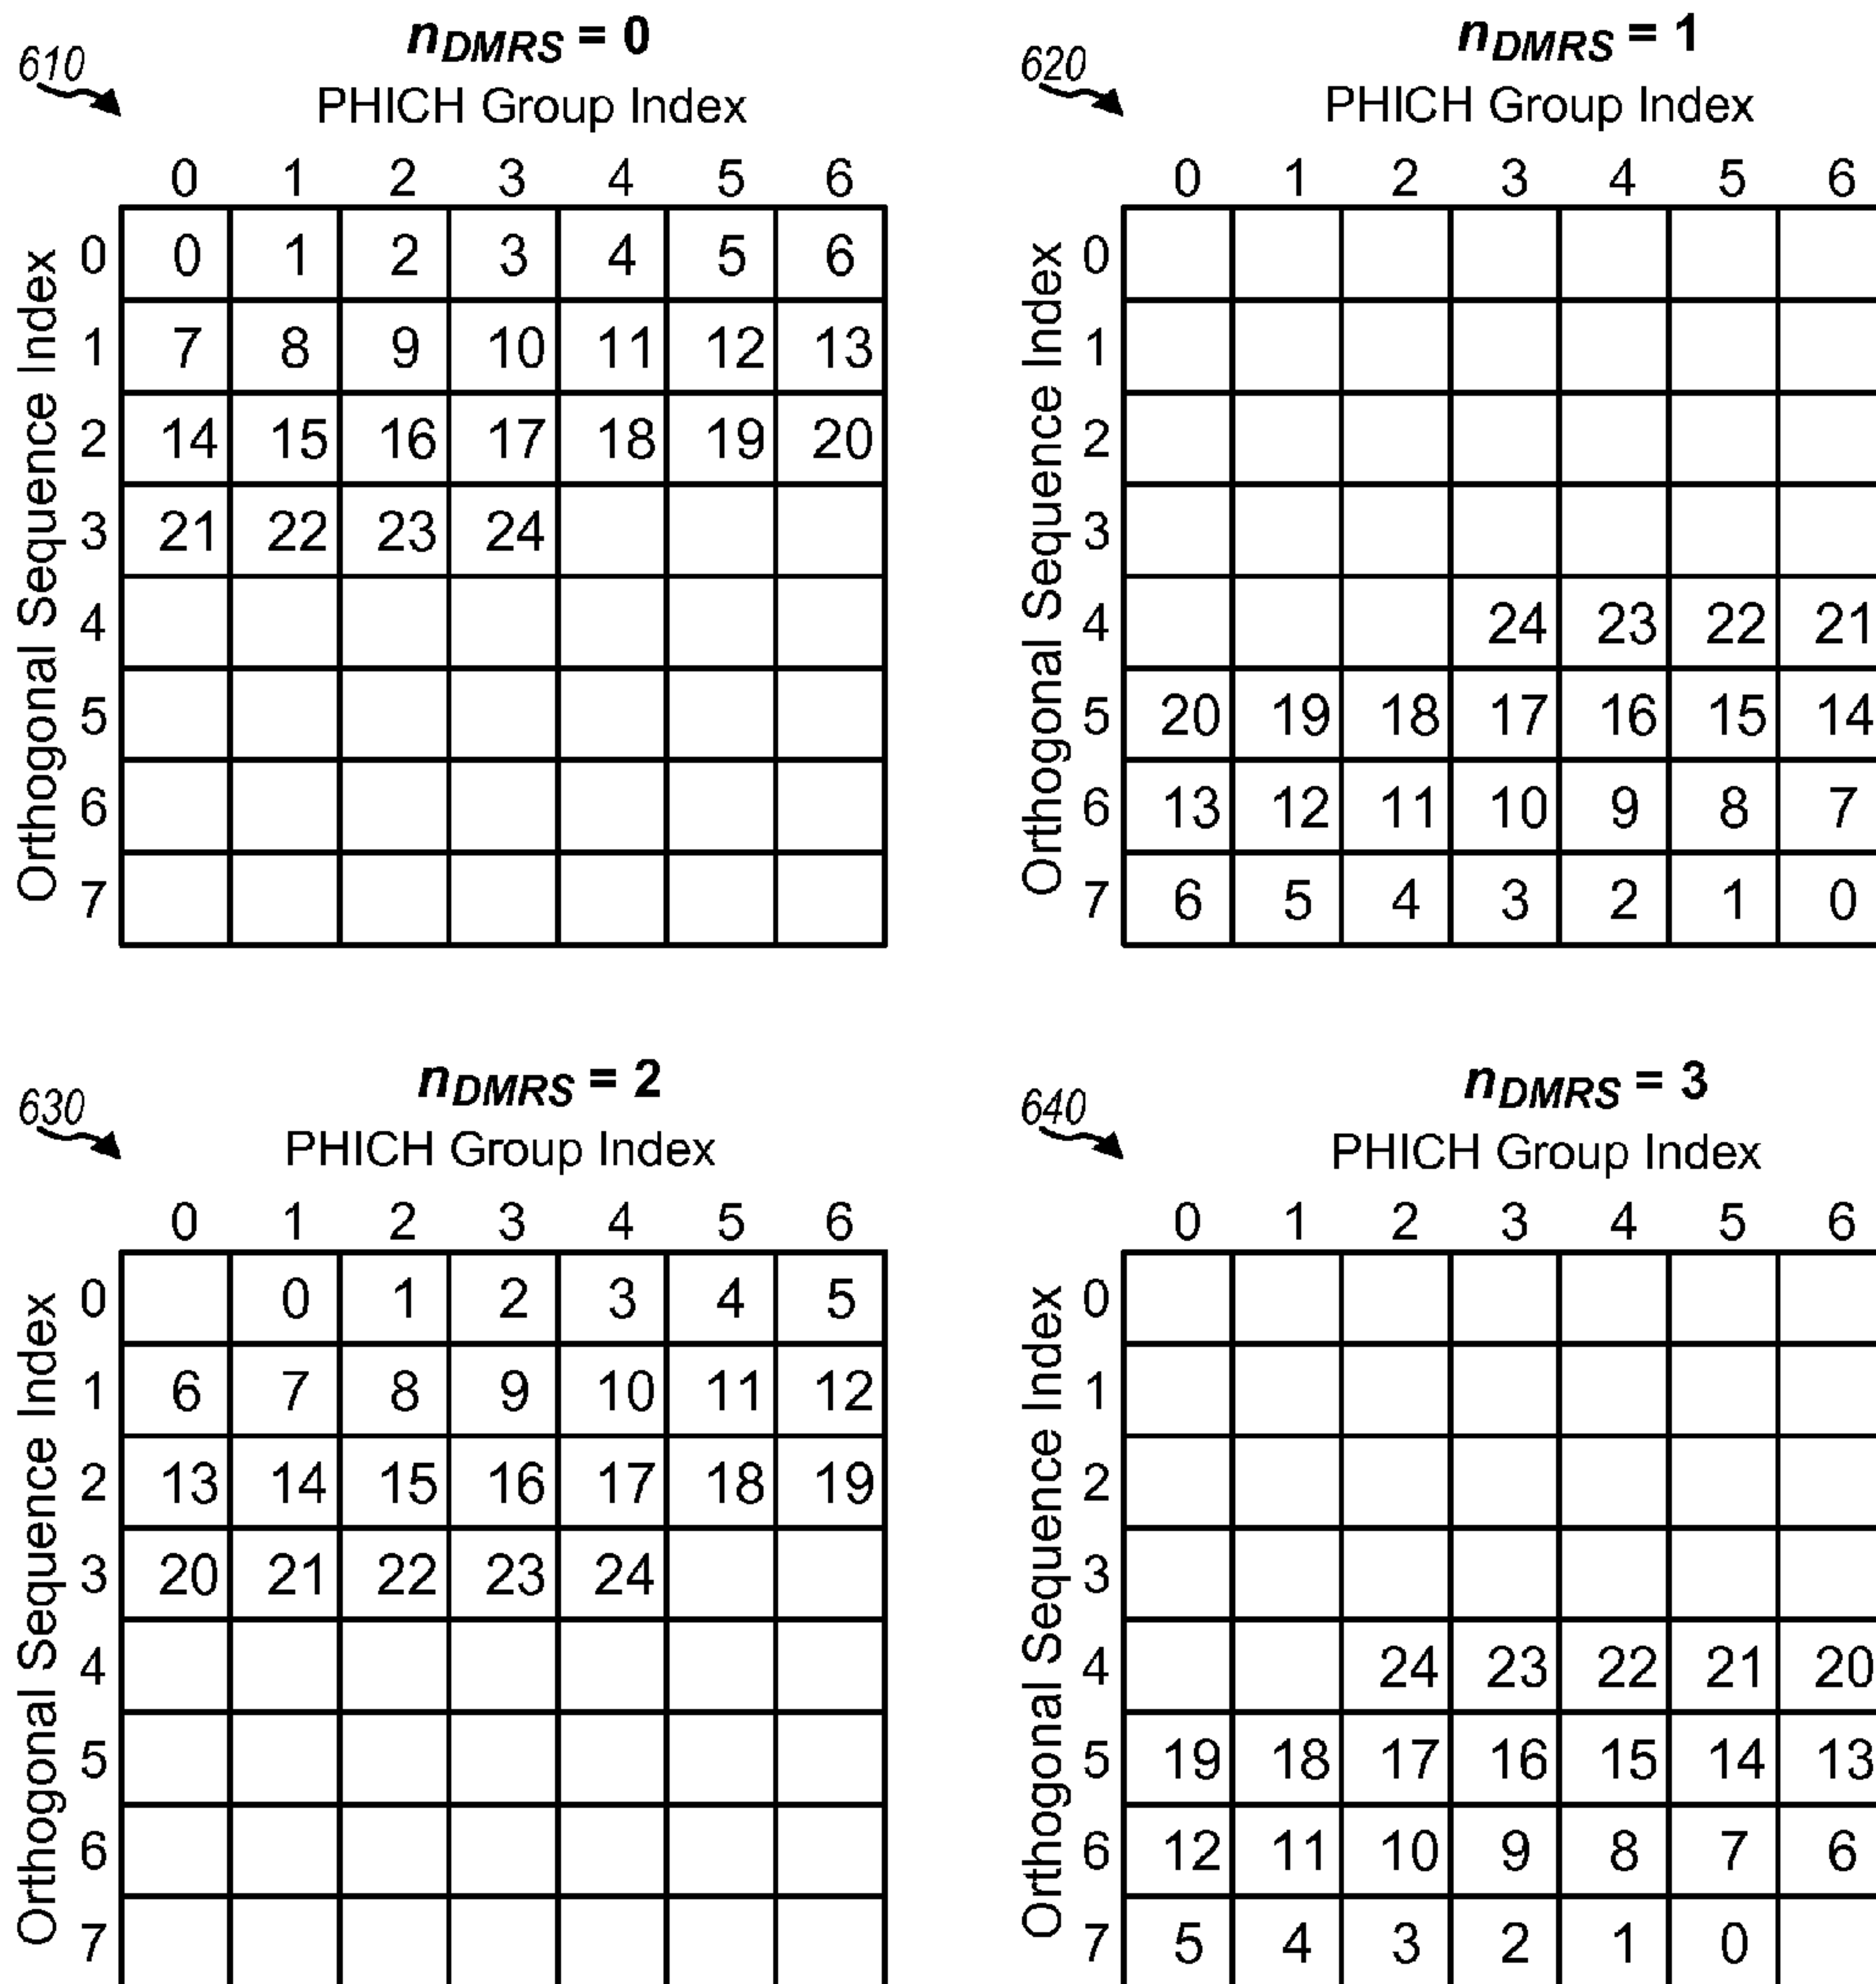 610
n_DMRS = 0
PHICH Group Index
0 1 2 3 4 5 6
Orthogonal Sequence Index
0 0 1 2 3 4 5 6
1 7 8 9 10 11 12 13
2 14 15 16 17 18 19 20
3 21 22 23 24
4
5
6
7
620
n_DMRS = 1
PHICH Group Index
0 1 2 3 4 5 6
Orthogonal Sequence Index
0
1
2
3
4 24 23 22 21
5 20 19 18 17 16 15 14
6 13 12 11 10 9 8 7
7 6 5 4 3 2 1 0
630
n_DMRS = 2
PHICH Group Index
0 1 2 3 4 5 6
Orthogonal Sequence Index
0 0 1 2 3 4 5
1 6 7 8 9 10 11 12
2 13 14 15 16 17 18 19
3 20 21 22 23 24
4
5
6
7
640
n_DMRS = 3
PHICH Group Index
0 1 2 3 4 5 6
Orthogonal Sequence Index
0
1
2
3
4 24 23 22 21 20
5 19 18 17 16 15 14 13
6 12 11 10 9 8 7 6
7 5 4 3 2 1 0